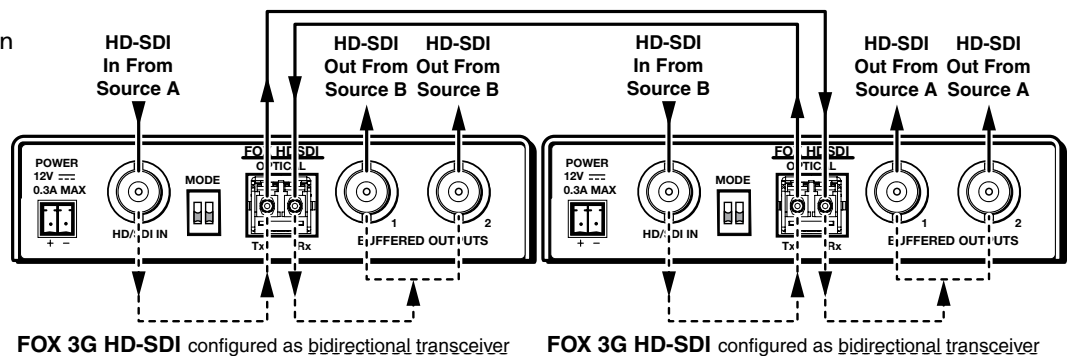 n
HD-SDI
In From
Source A
HD-SDI
Out From
Source B
HD-SDI
Out From
Source B
HD-SDI
In From
Source B
HD-SDI
Out From
Source A
HD-SDI
Out From
Source A
POWER
12V
0.3A MAX
+ −
HD/SDI IN
MODE
FOX HDSDI
OPTICAL
Tx Rx
1
2
BUFFERED OUTPUTS
POWER
12V
0.3A MAX
+ −
HD/SDI IN
MODE
FOX HDSDI
OPTICAL
Tx Rx
1
2
BUFFERED OUTPUTS
FOX 3G HD-SDI configured as bidirectional transceiver
FOX 3G HD-SDI configured as bidirectional transceiver